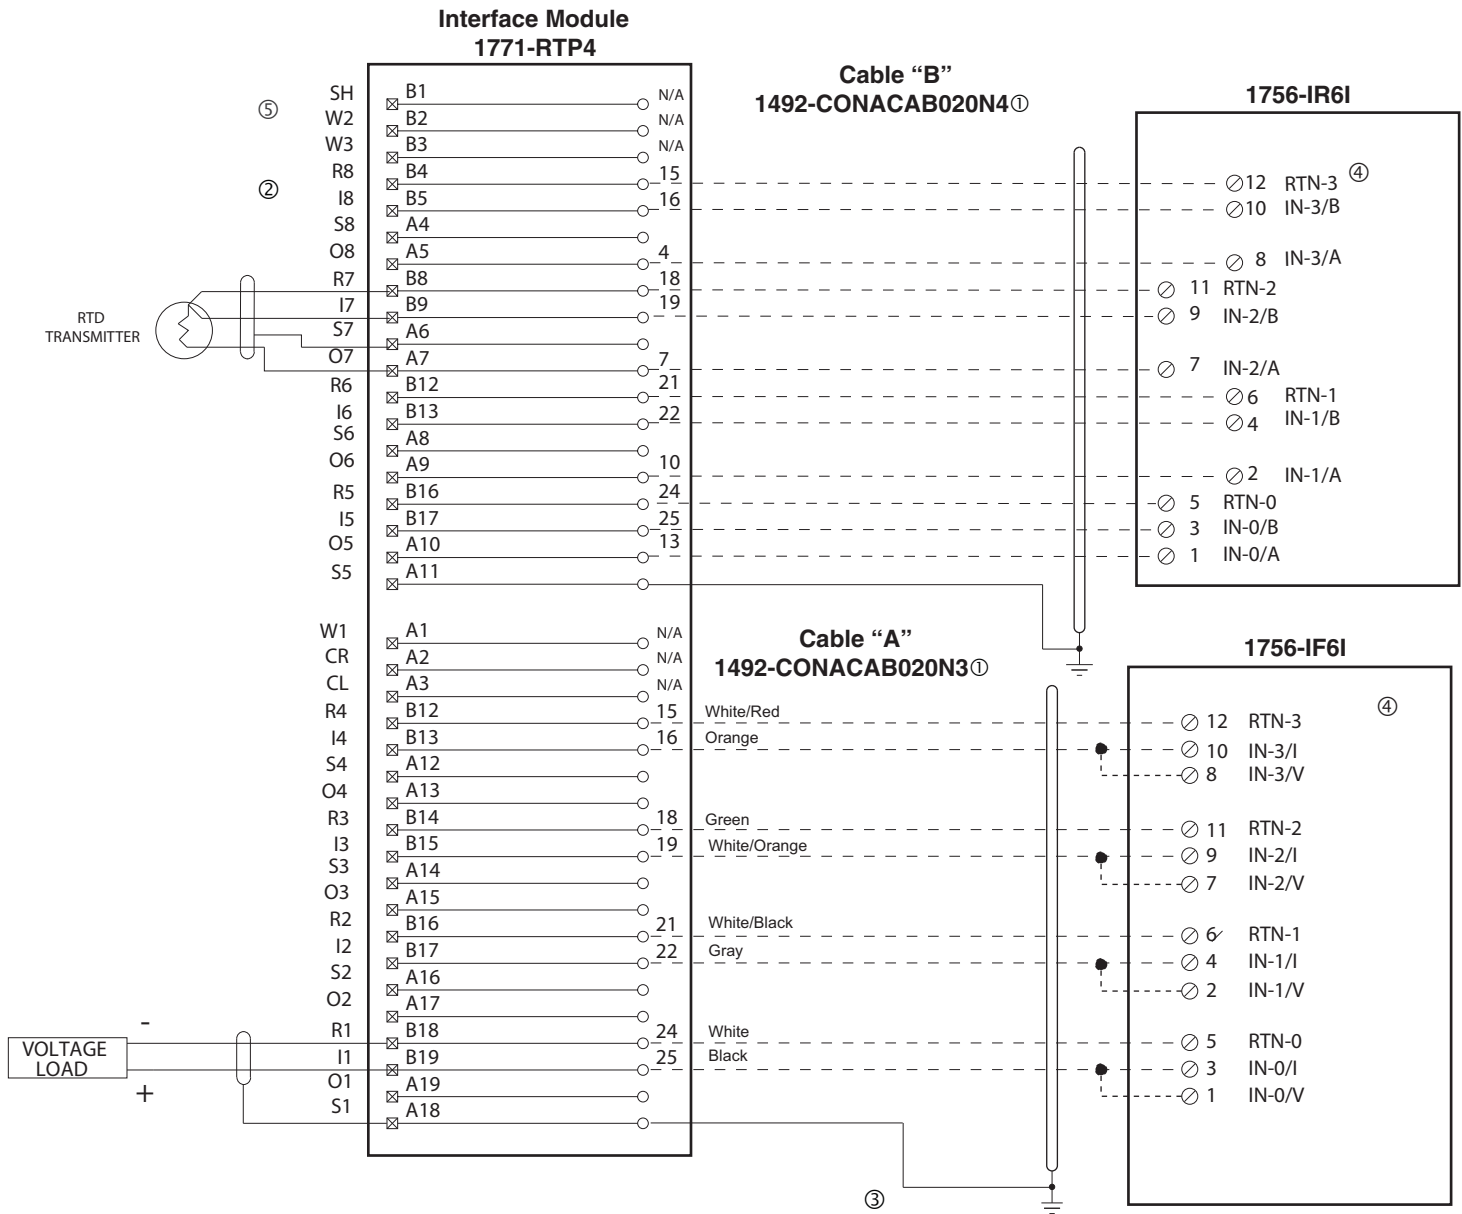 Interface Module
1771-RTP4
Cable “B”
1492-CONACAB020N4①
1756-IR6I
⑤
②
RTD
TRANSMITTER
SH B1 N/A
W2 B2 N/A
W3 B3 N/A
R8 B4 15 12 RTN-3 ④
I8 B5 16 10 IN-3/B
S8 A4
O8 A5 4 8 IN-3/A
R7 B8 18 11 RTN-2
I7 B9 19 9 IN-2/B
S7 A6
O7 A7 7 7 IN-2/A
R6 B12 21 6 RTN-1
I6 B13 22 4 IN-1/B
S6 A8
O6 A9 10 2 IN-1/A
R5 B16 24 5 RTN-0
I5 B17 25 3 IN-0/B
O5 A10 13 1 IN-0/A
S5 A11
Cable “A”
1492-CONACAB020N3①
1756-IF6I
④
W1 A1 N/A
CR A2 N/A
CL A3 N/A
R4 B12 15 White/Red 12 RTN-3
I4 B13 16 Orange 10 IN-3/I
S4 A12 8 IN-3/V
O4 A13
R3 B14 18 Green 11 RTN-2
I3 B15 19 White/Orange 9 IN-2/I
S3 A14 7 IN-2/V
O3 A15
R2 B16 21 White/Black 6 RTN-1
I2 B17 22 Gray 4 IN-1/I
S2 A16 2 IN-1/V
O2 A17
R1 B18 24 White 5 RTN-0
I1 B19 25 Black 3 IN-0/I
O1 A19 1 IN-0/V
S1 A18
-
VOLTAGE
LOAD
+
③